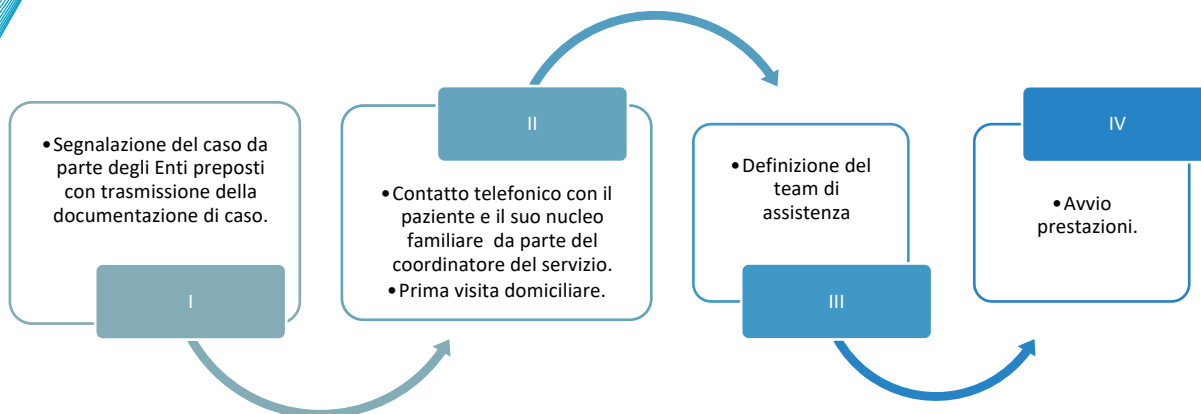 •Segnalazione del caso da
parte degli Enti preposti
con trasmissione della
documentazione di caso.
I
II
•Contatto telefonico con il
paziente e il suo nucleo
familiare da parte del
coordinatore del servizio.
•Prima visita domiciliare.
•Definizione del
team di
assistenza
III
IV
•Avvio
prestazioni.